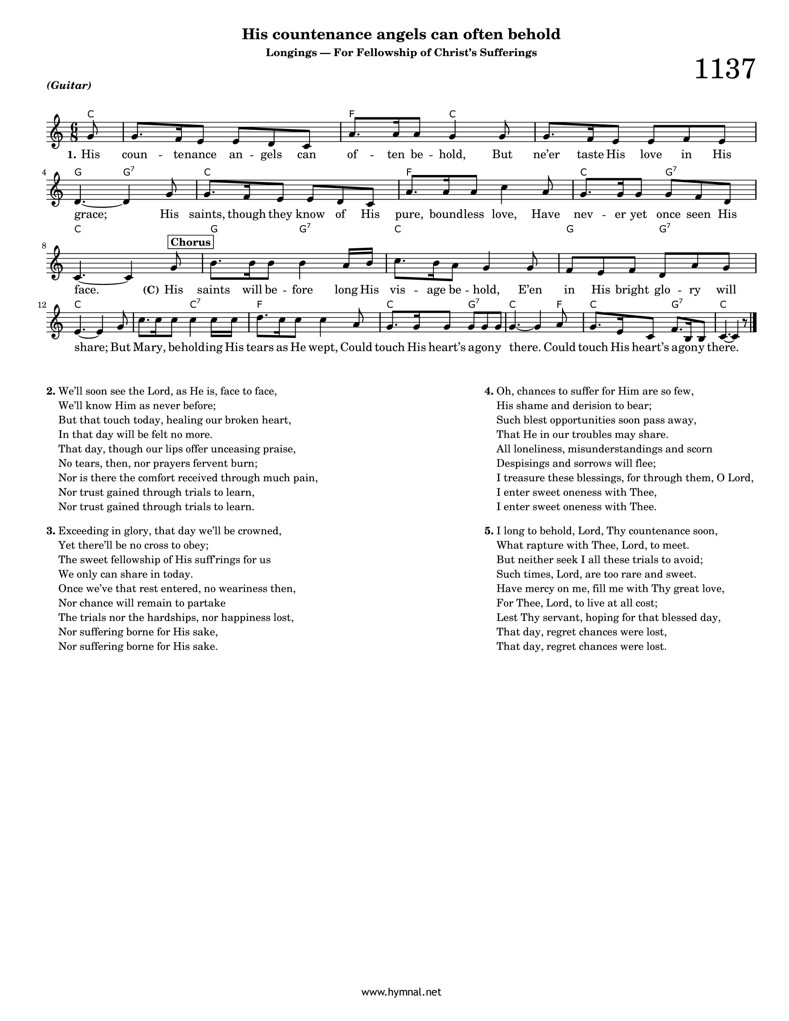 His countenance angels can often behold
Longings — For Fellowship of Christ's Sufferings
1137
(Guitar)
C F C
6 8
1. His coun - tenance an - gels can of - ten be - hold, But ne'er taste His love in His
4 G G7 C F C G7
grace; His saints, though they know of His pure, boundless love, Have nev - er yet once seen His
C G G7 C G G7
8 Chorus
face. (C) His saints will be - fore long His vis - age be - hold, E'en in His bright glo - ry will
12 C C7 F C G7 C F C G7 C
share; But Mary, beholding His tears as He wept, Could touch His heart's agony there. Could touch His heart's agony there.
2. We'll soon see the Lord, as He is, face to face,
We'll know Him as never before;
But that touch today, healing our broken heart,
In that day will be felt no more.
That day, though our lips offer unceasing praise,
No tears, then, nor prayers fervent burn;
Nor is there the comfort received through much pain,
Nor trust gained through trials to learn,
Nor trust gained through trials to learn.
3. Exceeding in glory, that day we'll be crowned,
Yet there'll be no cross to obey;
The sweet fellowship of His suff'rings for us
We only can share in today.
Once we've that rest entered, no weariness then,
Nor chance will remain to partake
The trials nor the hardships, nor happiness lost,
Nor suffering borne for His sake,
Nor suffering borne for His sake.
4. Oh, chances to suffer for Him are so few,
His shame and derision to bear;
Such blest opportunities soon pass away,
That He in our troubles may share.
All loneliness, misunderstandings and scorn
Despisings and sorrows will flee;
I treasure these blessings, for through them, O Lord,
I enter sweet oneness with Thee,
I enter sweet oneness with Thee.
5. I long to behold, Lord, Thy countenance soon,
What rapture with Thee, Lord, to meet.
But neither seek I all these trials to avoid;
Such times, Lord, are too rare and sweet.
Have mercy on me, fill me with Thy great love,
For Thee, Lord, to live at all cost;
Lest Thy servant, hoping for that blessed day,
That day, regret chances were lost,
That day, regret chances were lost.
www.hymnal.net